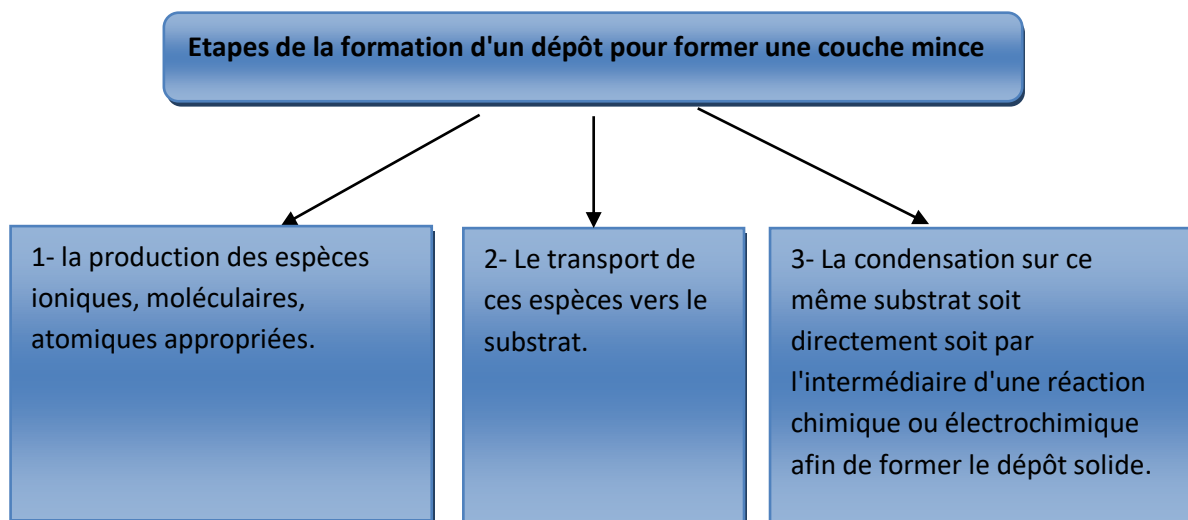 Etapes de la formation d'un dépôt pour former une couche mince
1- la production des espèces
ioniques, moléculaires,
atomiques appropriées.
2- Le transport de
ces espèces vers le
substrat.
3- La condensation sur ce
même substrat soit
directement soit par
l'intermédiaire d'une réaction
chimique ou électrochimique
afin de former le dépôt solide.